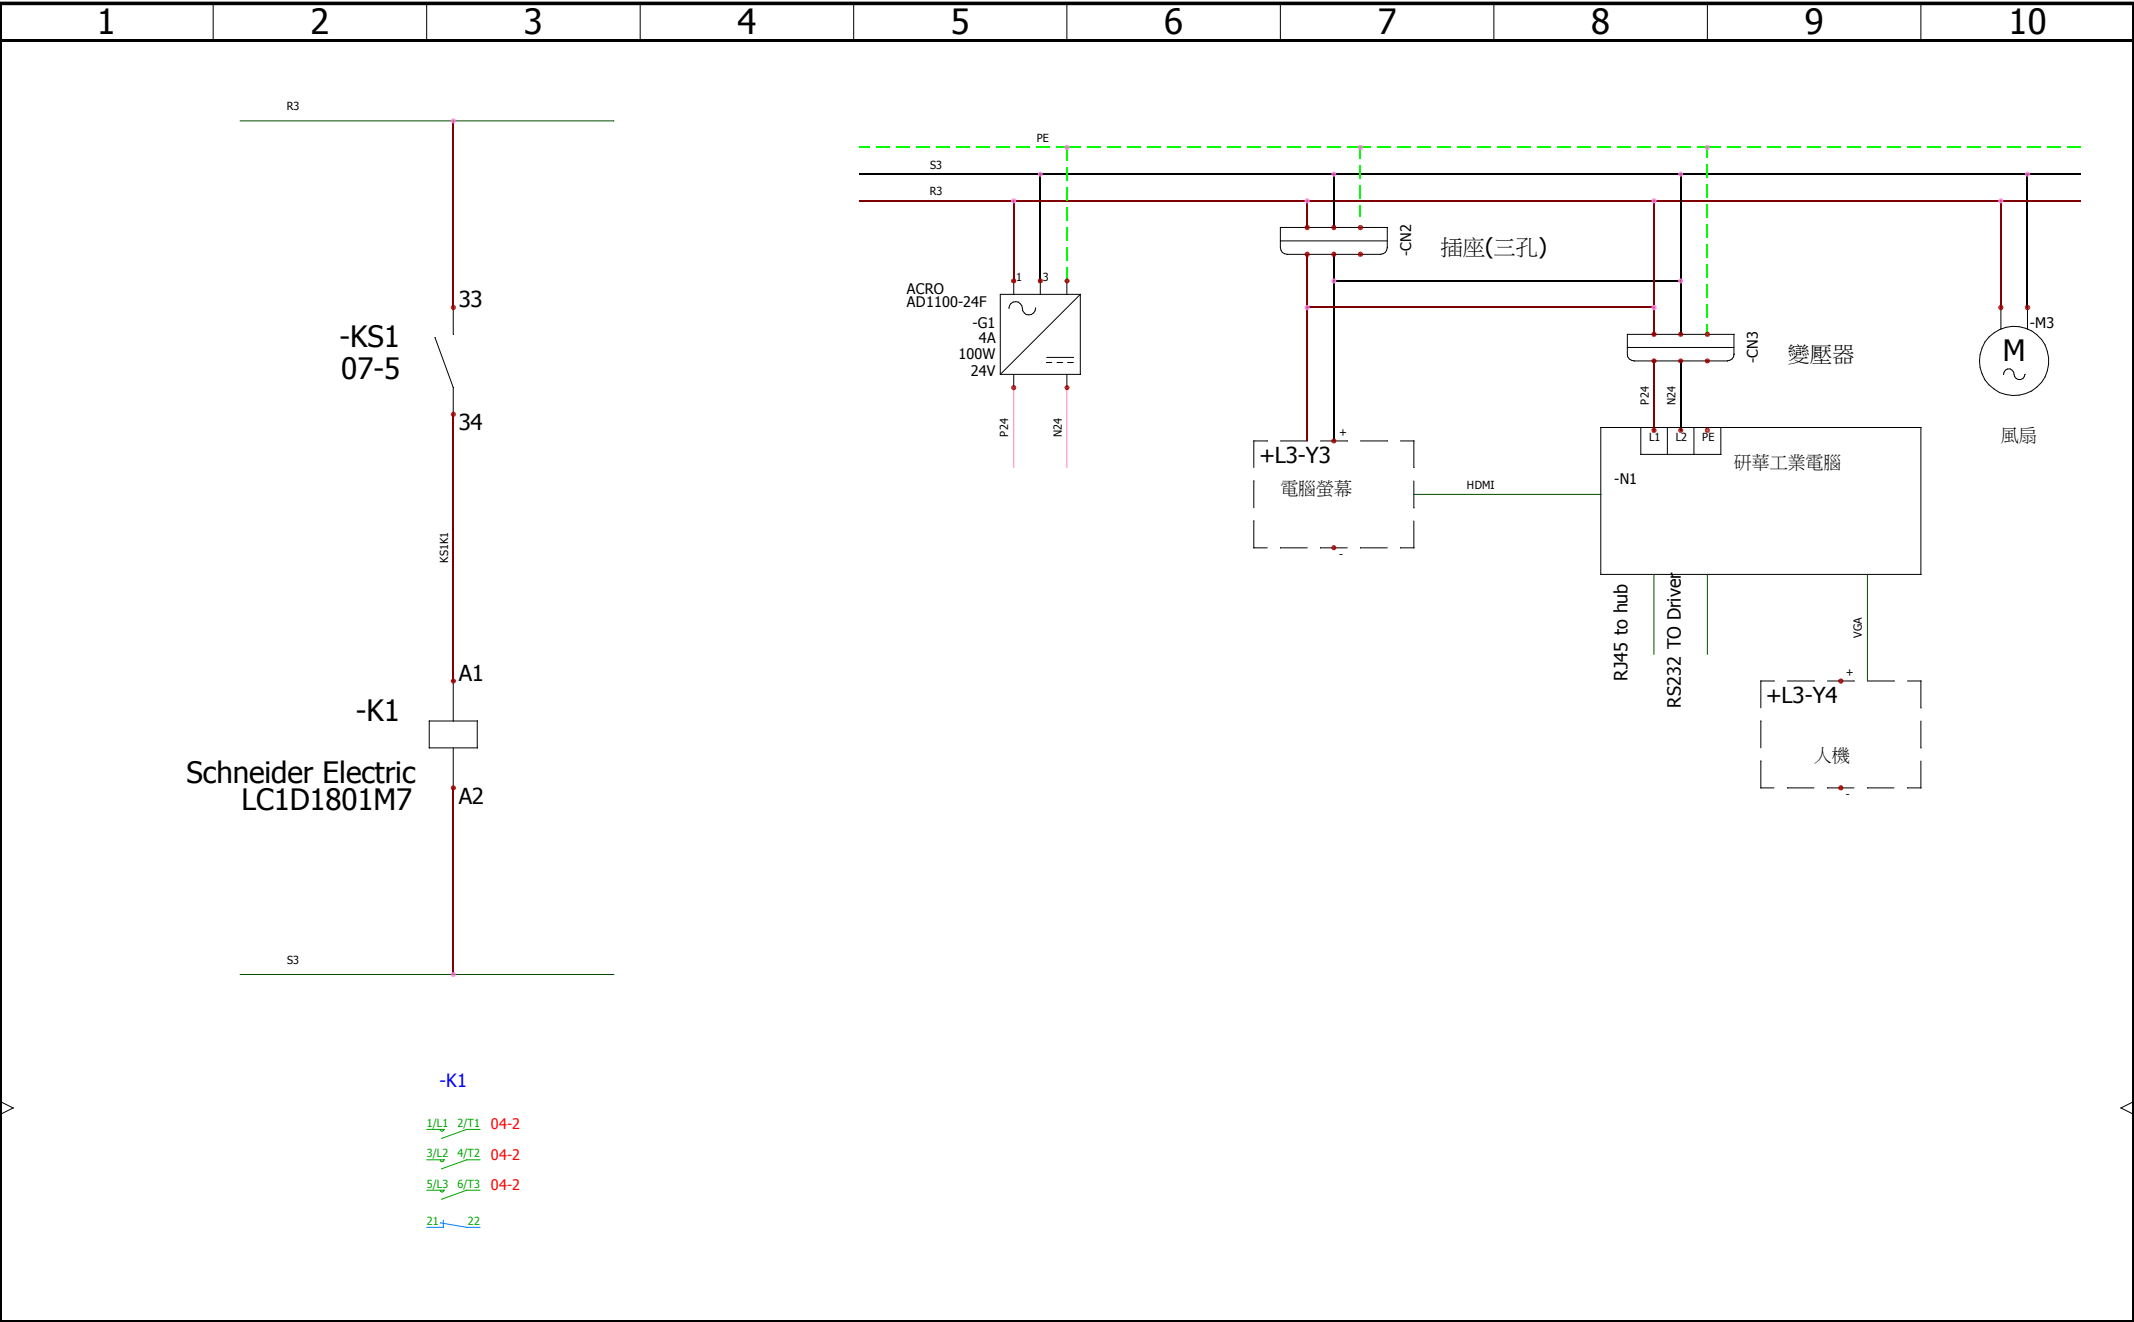 1 2 3 4 5 6 7 8 9 10
R3
33
-KS1
07-5
34
KS1K1
A1
-K1
Schneider Electric
LC1D1801M7
A2
S3
-K1
1/L1 2/T1 04-2
3/L2 4/T2 04-2
5/L3 6/T3 04-2
21 22
PE
S3
R3
1 3
ACRO
AD1100-24F
-G1
4A
100W
24V
P24
N24
-CN2
插座(三孔)
+
+L3-Y3
電腦螢幕
-
HDMI
-CN3
變壓器
P24
N24
L1 L2 PE
研華工業電腦
-N1
RJ45 to hub
RS232 TO Driver
VGA
+
+L3-Y4
人機
-
-M3
M
風扇